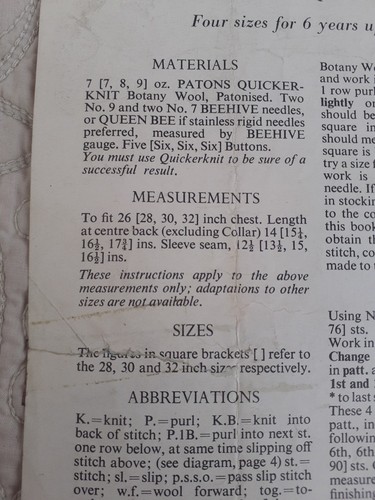 Four sizes for 6 years u
MATERIALS
7 [7, 8, 9] oz. PATONS QUICKER-
KNIT Botany Wool, Patonised. Two
No. 9 and two No. 7 BEEHIVE needles,
or QUEEN BEE if stainless rigid needles
preferred, measured by BEEHIVE
gauge. Five [Six, Six, Six] Buttons.
You must use Quickerknit to be sure of a
successful result.
MEASUREMENTS
To fit 26 [28, 30, 32] inch chest. Length
at centre back (excluding Collar) 14 [15¼,
16½, 17¾] ins. Sleeve seam, 12½ [13½, 15,
16½] ins.
These instructions apply to the above
measurements only; adaptations to other
sizes are not available.
SIZES
The figures in square brackets [ ] refer to
the 28, 30 and 32 inch sizes respectively.
ABBREVIATIONS
K.=knit; P.=purl; K.B.=knit into
back of stitch; P.1B.=purl into next st.
one row below, at same time slipping off
stitch above; (see diagram, page 4) st.=
stitch; sl.=slip; p.s.s.o.=pass slip stitch
over; w.f.=wool forward; tog.=to-
Botany Wo
and work i
1 row purl
lightly o
should be
square in
should me
square is
try a size f
work is
needle. If
in stockin
to the co
this book
obtain th
stitch, co
made to
Using N
76] sts.
Work in
Change
in patt.
1st and
* to last s
These 4
patt., in
following
6th, 6th
90] sts.
measure
finishing